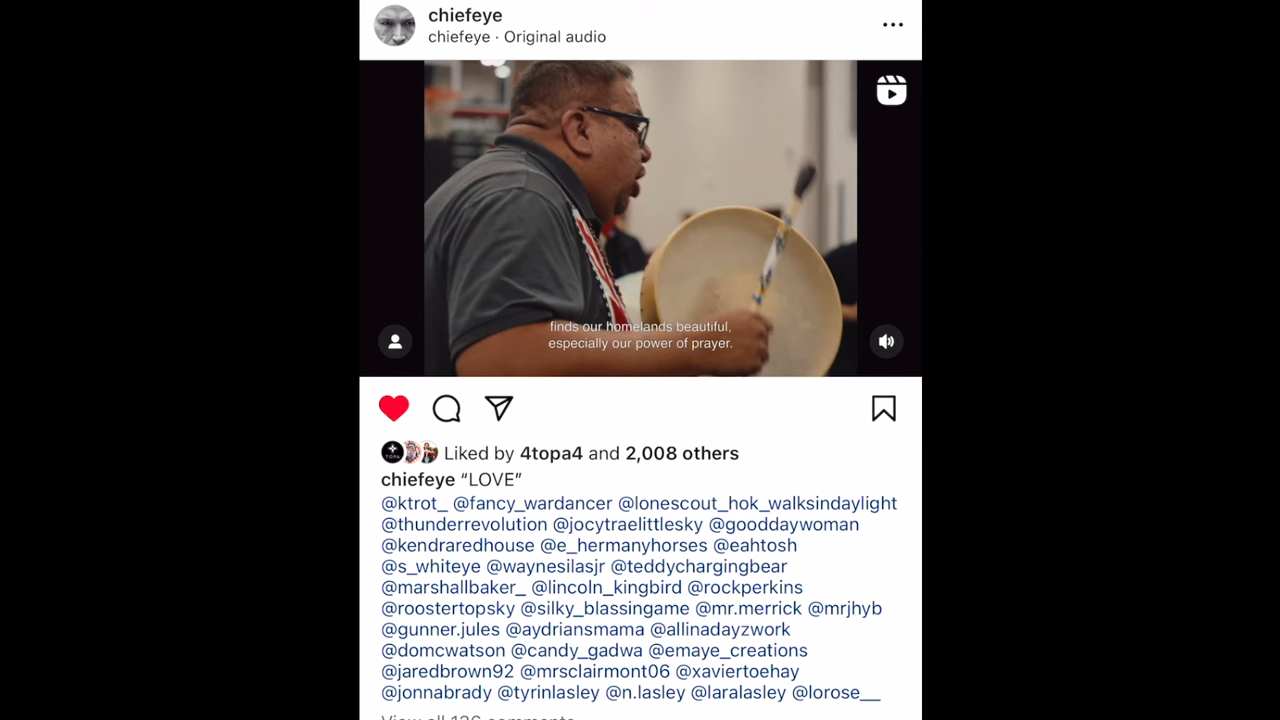 chiefeye
chiefeye · Original audio
finds our homelands beautiful,
especially our power of prayer.
Liked by 4topa4 and 2,008 others
chiefeye “LOVE”
@ktrot_ @fancy_wardancer @lonescout_hok_walksindaylight
@thunderrevolution @jocytraelittlesky @gooddaywoman
@kendraredhouse @e_hermanyhorses @eahtosh
@s_whiteye @waynesilasjr @teddychargingbear
@marshallbaker_ @lincoln_kingbird @rockperkins
@roostertopsky @silky_blassingame @mr.merrick @mrjhyb
@gunner.jules @aydriansmama @allinadayzwork
@domcwatson @candy_gadwa @emaye_creations
@jaredbrown92 @mrsclairmont06 @xaviertoehay
@jonnabrady @tyrinlasley @n.lasley @laralasley @lorose__
View all comments